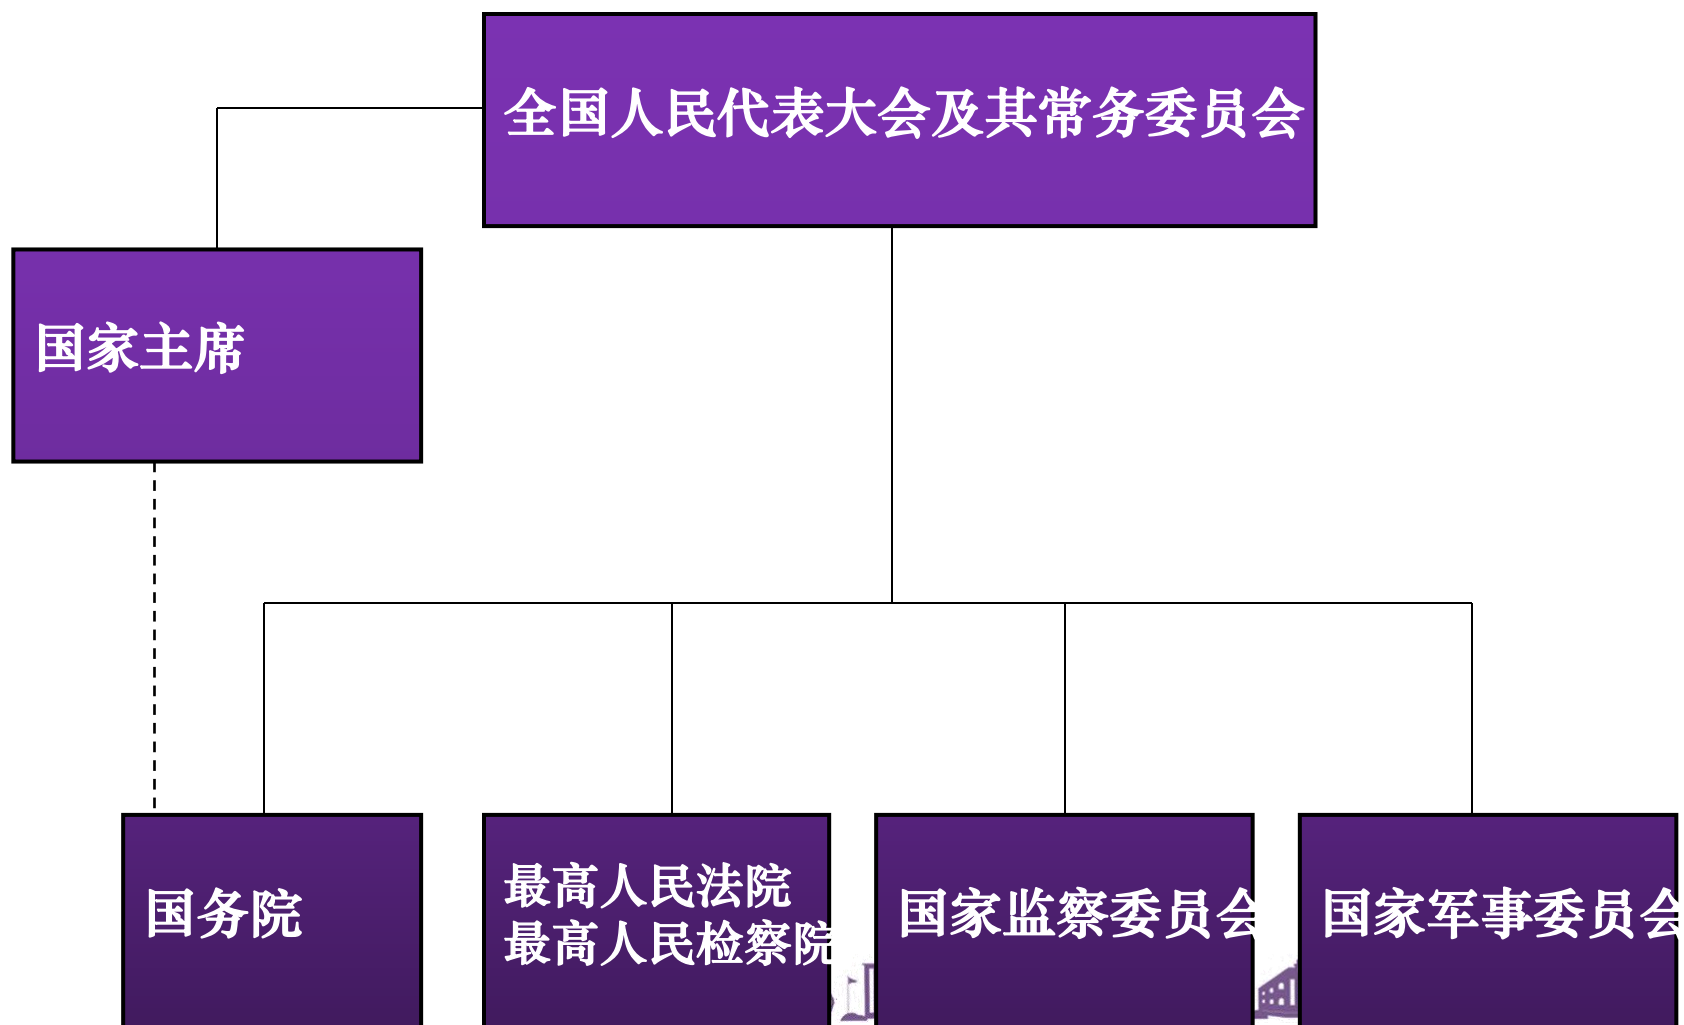 全国人民代表大会及其常务委员会
国家主席
国务院
最高人民法院
最高人民检察院
国家监察委员会
国家军事委员会